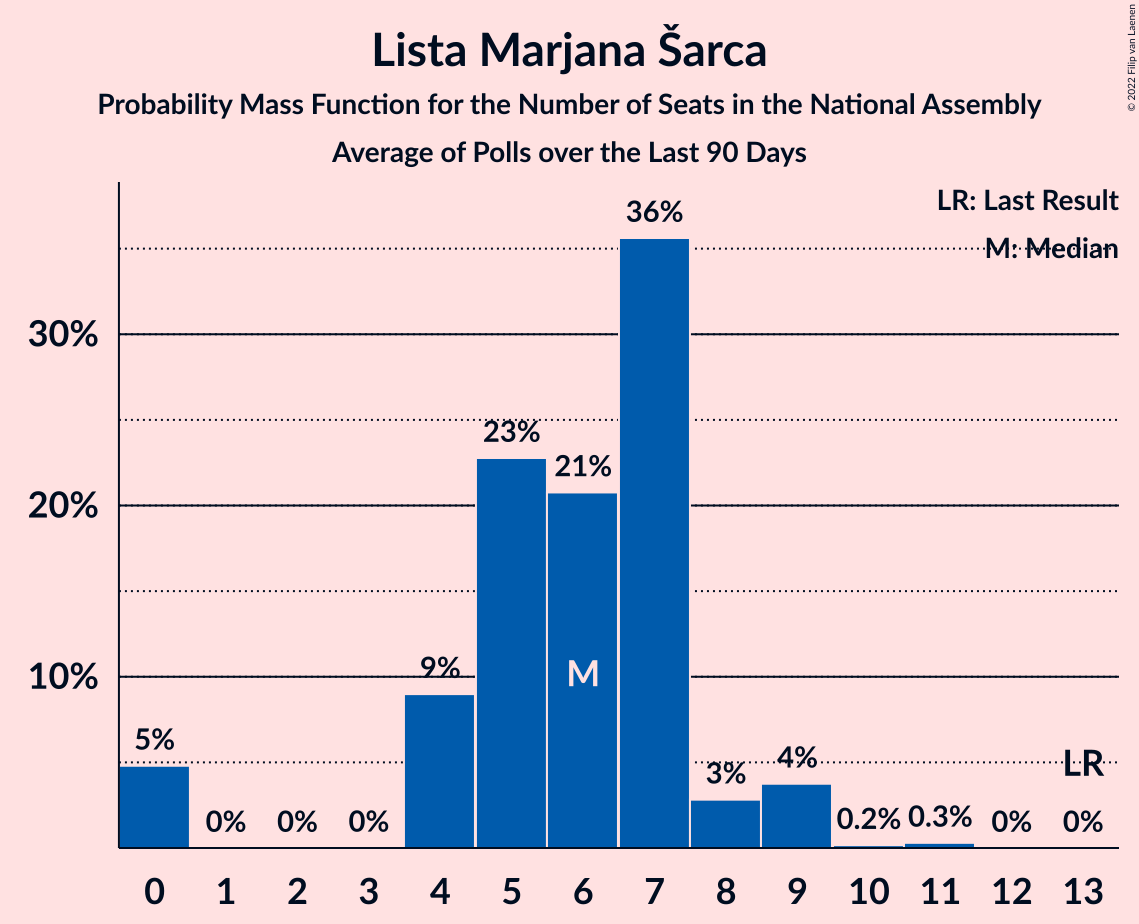 Lista Marjana Šarca
Probability Mass Function for the Number of Seats in the National Assembly
Average of Polls over the Last 90 Days
© 2022 Filip van Laenen
LR: Last Result
M: Median
30%
20%
10%
5%
0%
0%
0%
9%
23%
21%
36%
3%
4%
0.2%
0.3%
0%
0%
M
LR
0 1 2 3 4 5 6 7 8 9 10 11 12 13